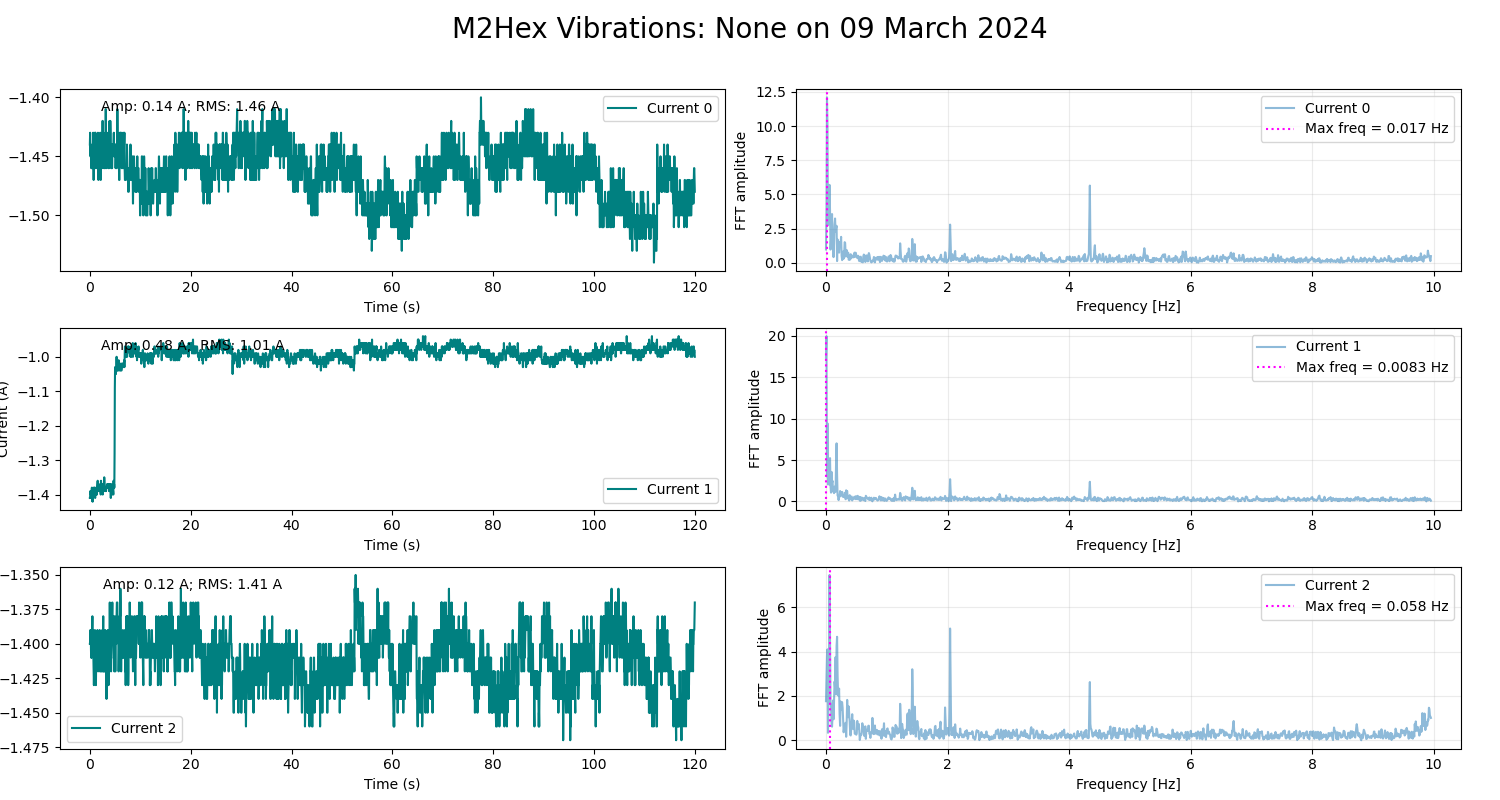 M2Hex Vibrations: None on 09 March 2024
−1.40
−1.45
−1.50
Amp: 0.14 A; RMS: 1.46 A
Current 0
0 20 40 60 80 100 120
Time (s)
FFT amplitude
12.5
10.0
7.5
5.0
2.5
0.0
Current 0
Max freq = 0.017 Hz
0 2 4 6 8 10
Frequency [Hz]
Current (A)
−1.0
−1.1
−1.2
−1.3
−1.4
Amp: 0.48 A; RMS: 1.01 A
Current 1
0 20 40 60 80 100 120
Time (s)
FFT amplitude
20
15
10
5
0
Current 1
Max freq = 0.0083 Hz
0 2 4 6 8 10
Frequency [Hz]
−1.350
−1.375
−1.400
−1.425
−1.450
−1.475
Amp: 0.12 A; RMS: 1.41 A
Current 2
0 20 40 60 80 100 120
Time (s)
FFT amplitude
6
4
2
0
Current 2
Max freq = 0.058 Hz
0 2 4 6 8 10
Frequency [Hz]